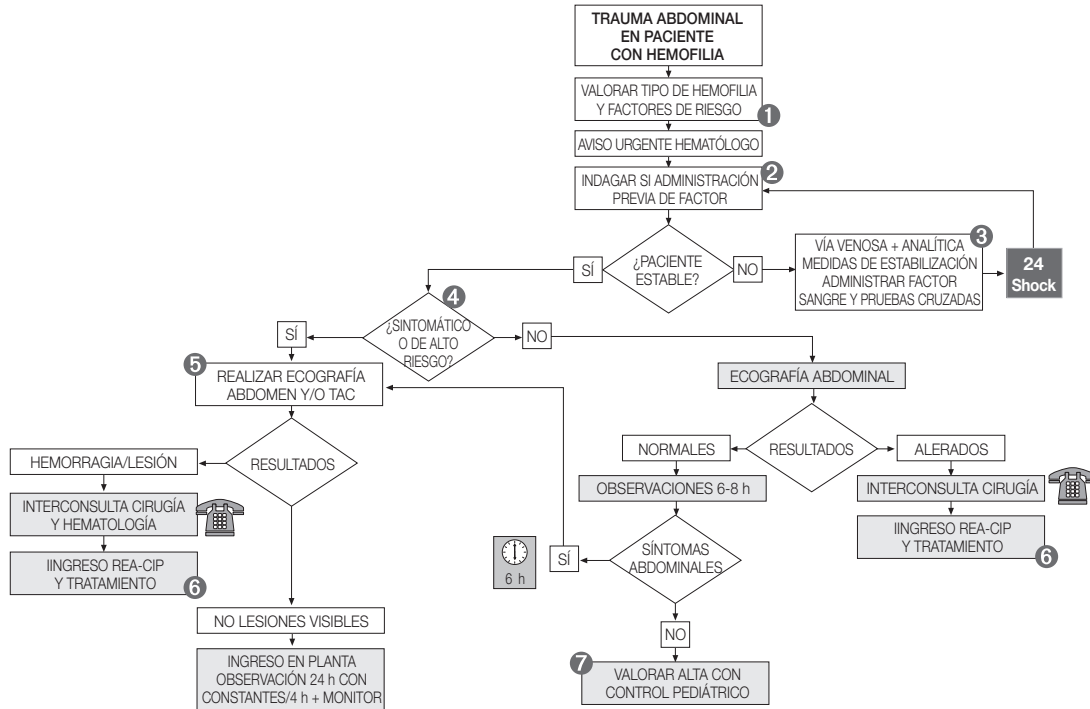 TRAUMA ABDOMINAL
EN PACIENTE
CON HEMOFILIA
VALORAR TIPO DE HEMOFILIA
Y FACTORES DE RIESGO
1
AVISO URGENTE HEMATÓLOGO
2
INDAGAR SI ADMINISTRACIÓN
PREVIA DE FACTOR
¿PACIENTE
ESTABLE?
SÍ
NO
3
VÍA VENOSA + ANALÍTICA
MEDIDAS DE ESTABILIZACIÓN
ADMINISTRAR FACTOR
SANGRE Y PRUEBAS CRUZADAS
24
Shock
4
¿SINTOMÁTICO
O DE ALTO
RIESGO?
SÍ
NO
5
REALIZAR ECOGRAFÍA
ABDOMEN Y/O TAC
ECOGRAFÍA ABDOMINAL
RESULTADOS
HEMORRAGIA/LESIÓN
INTERCONSULTA CIRUGÍA
Y HEMATOLOGÍA
IINGRESO REA-CIP
Y TRATAMIENTO
6
NO LESIONES VISIBLES
INGRESO EN PLANTA
OBSERVACIÓN 24 h CON
CONSTANTES/4 h + MONITOR
RESULTADOS
NORMALES
ALERADOS
OBSERVACIONES 6-8 h
INTERCONSULTA CIRUGÍA
IINGRESO REA-CIP
Y TRATAMIENTO
6
SÍNTOMAS
ABDOMINALES
SÍ
6 h
NO
7
VALORAR ALTA CON
CONTROL PEDIÁTRICO